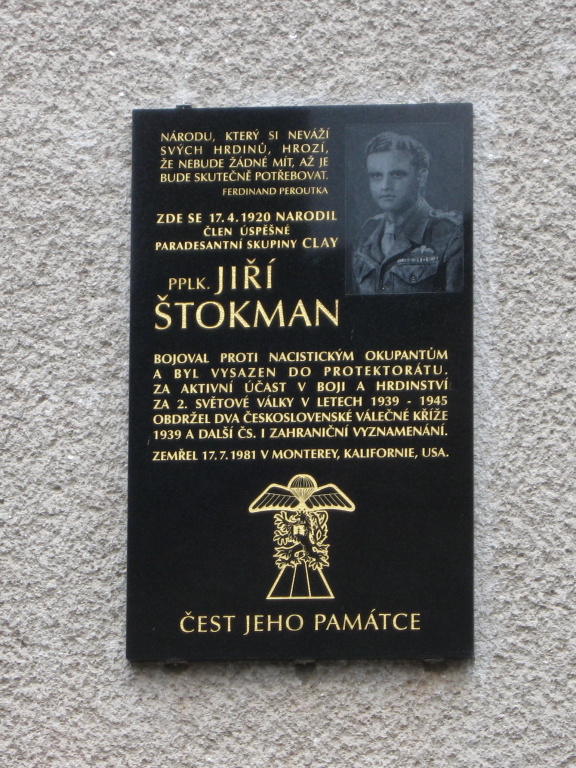 NÁRODU, KTERÝ SI NEVÁŽÍ
SVÝCH HRDINŮ, HROZÍ,
ŽE NEBUDE ŽÁDNÉ MÍT, AŽ JE
BUDE SKUTEČNĚ POTŘEBOVAT.
FERDINAND PEROUTKA
ZDE SE 17.4.1920 NARODIL
ČLEN ÚSPĚŠNÉ
PARADESANTNÍ SKUPINY CLAY
PPLK. JIŘÍ
ŠTOKMAN
BOJOVAL PROTI NACISTICKÝM OKUPANTŮM
A BYL VYSAZEN DO PROTEKTORÁTU.
ZA AKTIVNÍ ÚČAST V BOJI A HRDINSTVÍ
ZA 2. SVĚTOVÉ VÁLKY V LETECH 1939 - 1945
OBDRŽEL DVA ČESKOSLOVENSKÉ VÁLEČNÉ KŘÍŽE
1939 A DALŠÍ ČS. I ZAHRANIČNÍ VYZNAMENÁNÍ.
ZEMŘEL 17.7.1981 V MONTEREY, KALIFORNIE, USA.
ČEST JEHO PAMÁTCE